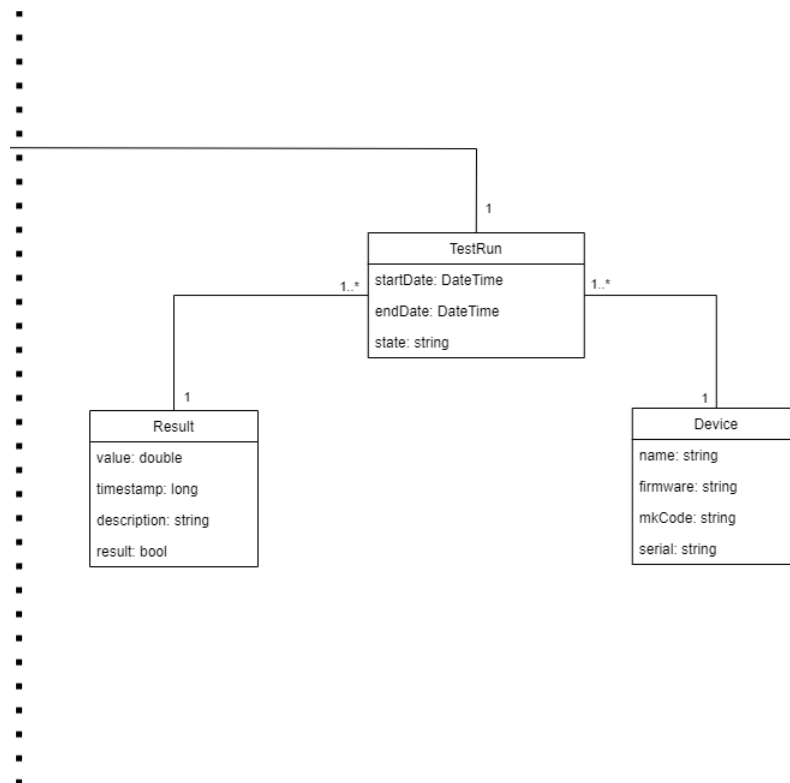 1
TestRun
startDate: DateTime
endDate: DateTime
state: string
1..*
1..*
1
1
Result
value: double
timestamp: long
description: string
result: bool
Device
name: string
firmware: string
mkCode: string
serial: string